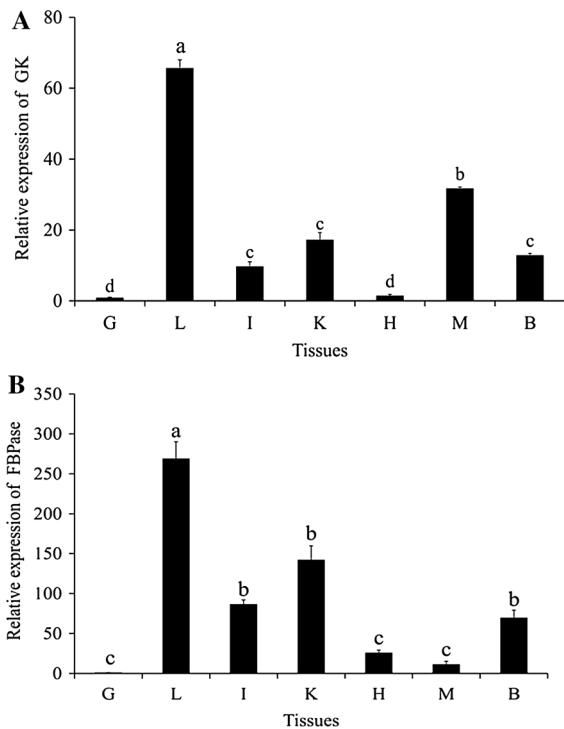 A
Relative expression of GK
80
60
40
20
0
a
b
c
c
c
d
d
G L I K H M B
Tissues
B
Relative expression of FBPase
350
300
250
200
150
100
50
0
a
b
b
b
c
c
c
G L I K H M B
Tissues